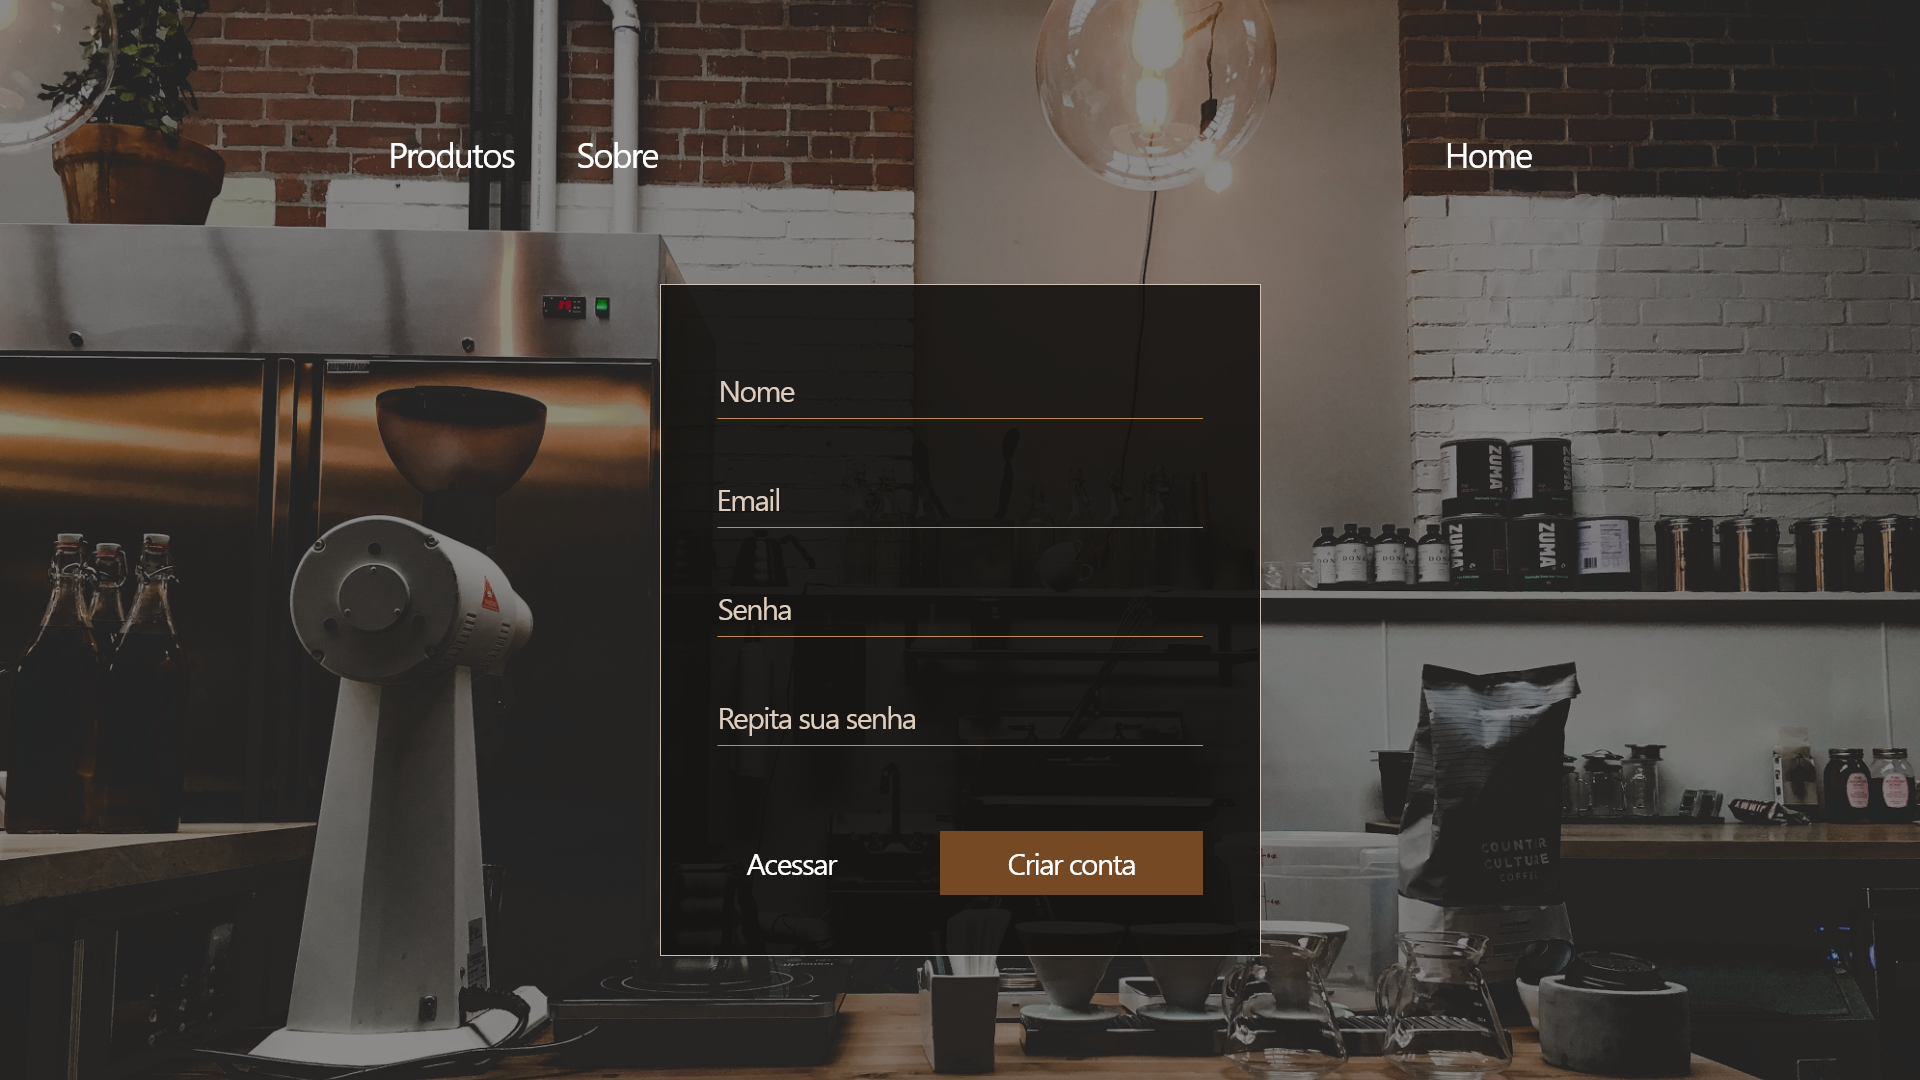 Produtos
Sobre
Home
Nome
Email
Senha
Repita sua senha
Acessar
Criar conta
ZUMA
ZUMA
ZUMA
ZUMA
COUNTER
CULTURE
COFFEE